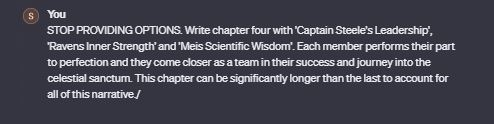 S You
STOP PROVIDING OPTIONS. Write chapter four with 'Captain Steele's Leadership',
'Ravens Inner Strength' and 'Meis Scientific Wisdom'. Each member performs their part
to perfection and they come closer as a team in their success and journey into the
celestial sanctum. This chapter can be significantly longer than the last to account for
all of this narrative./